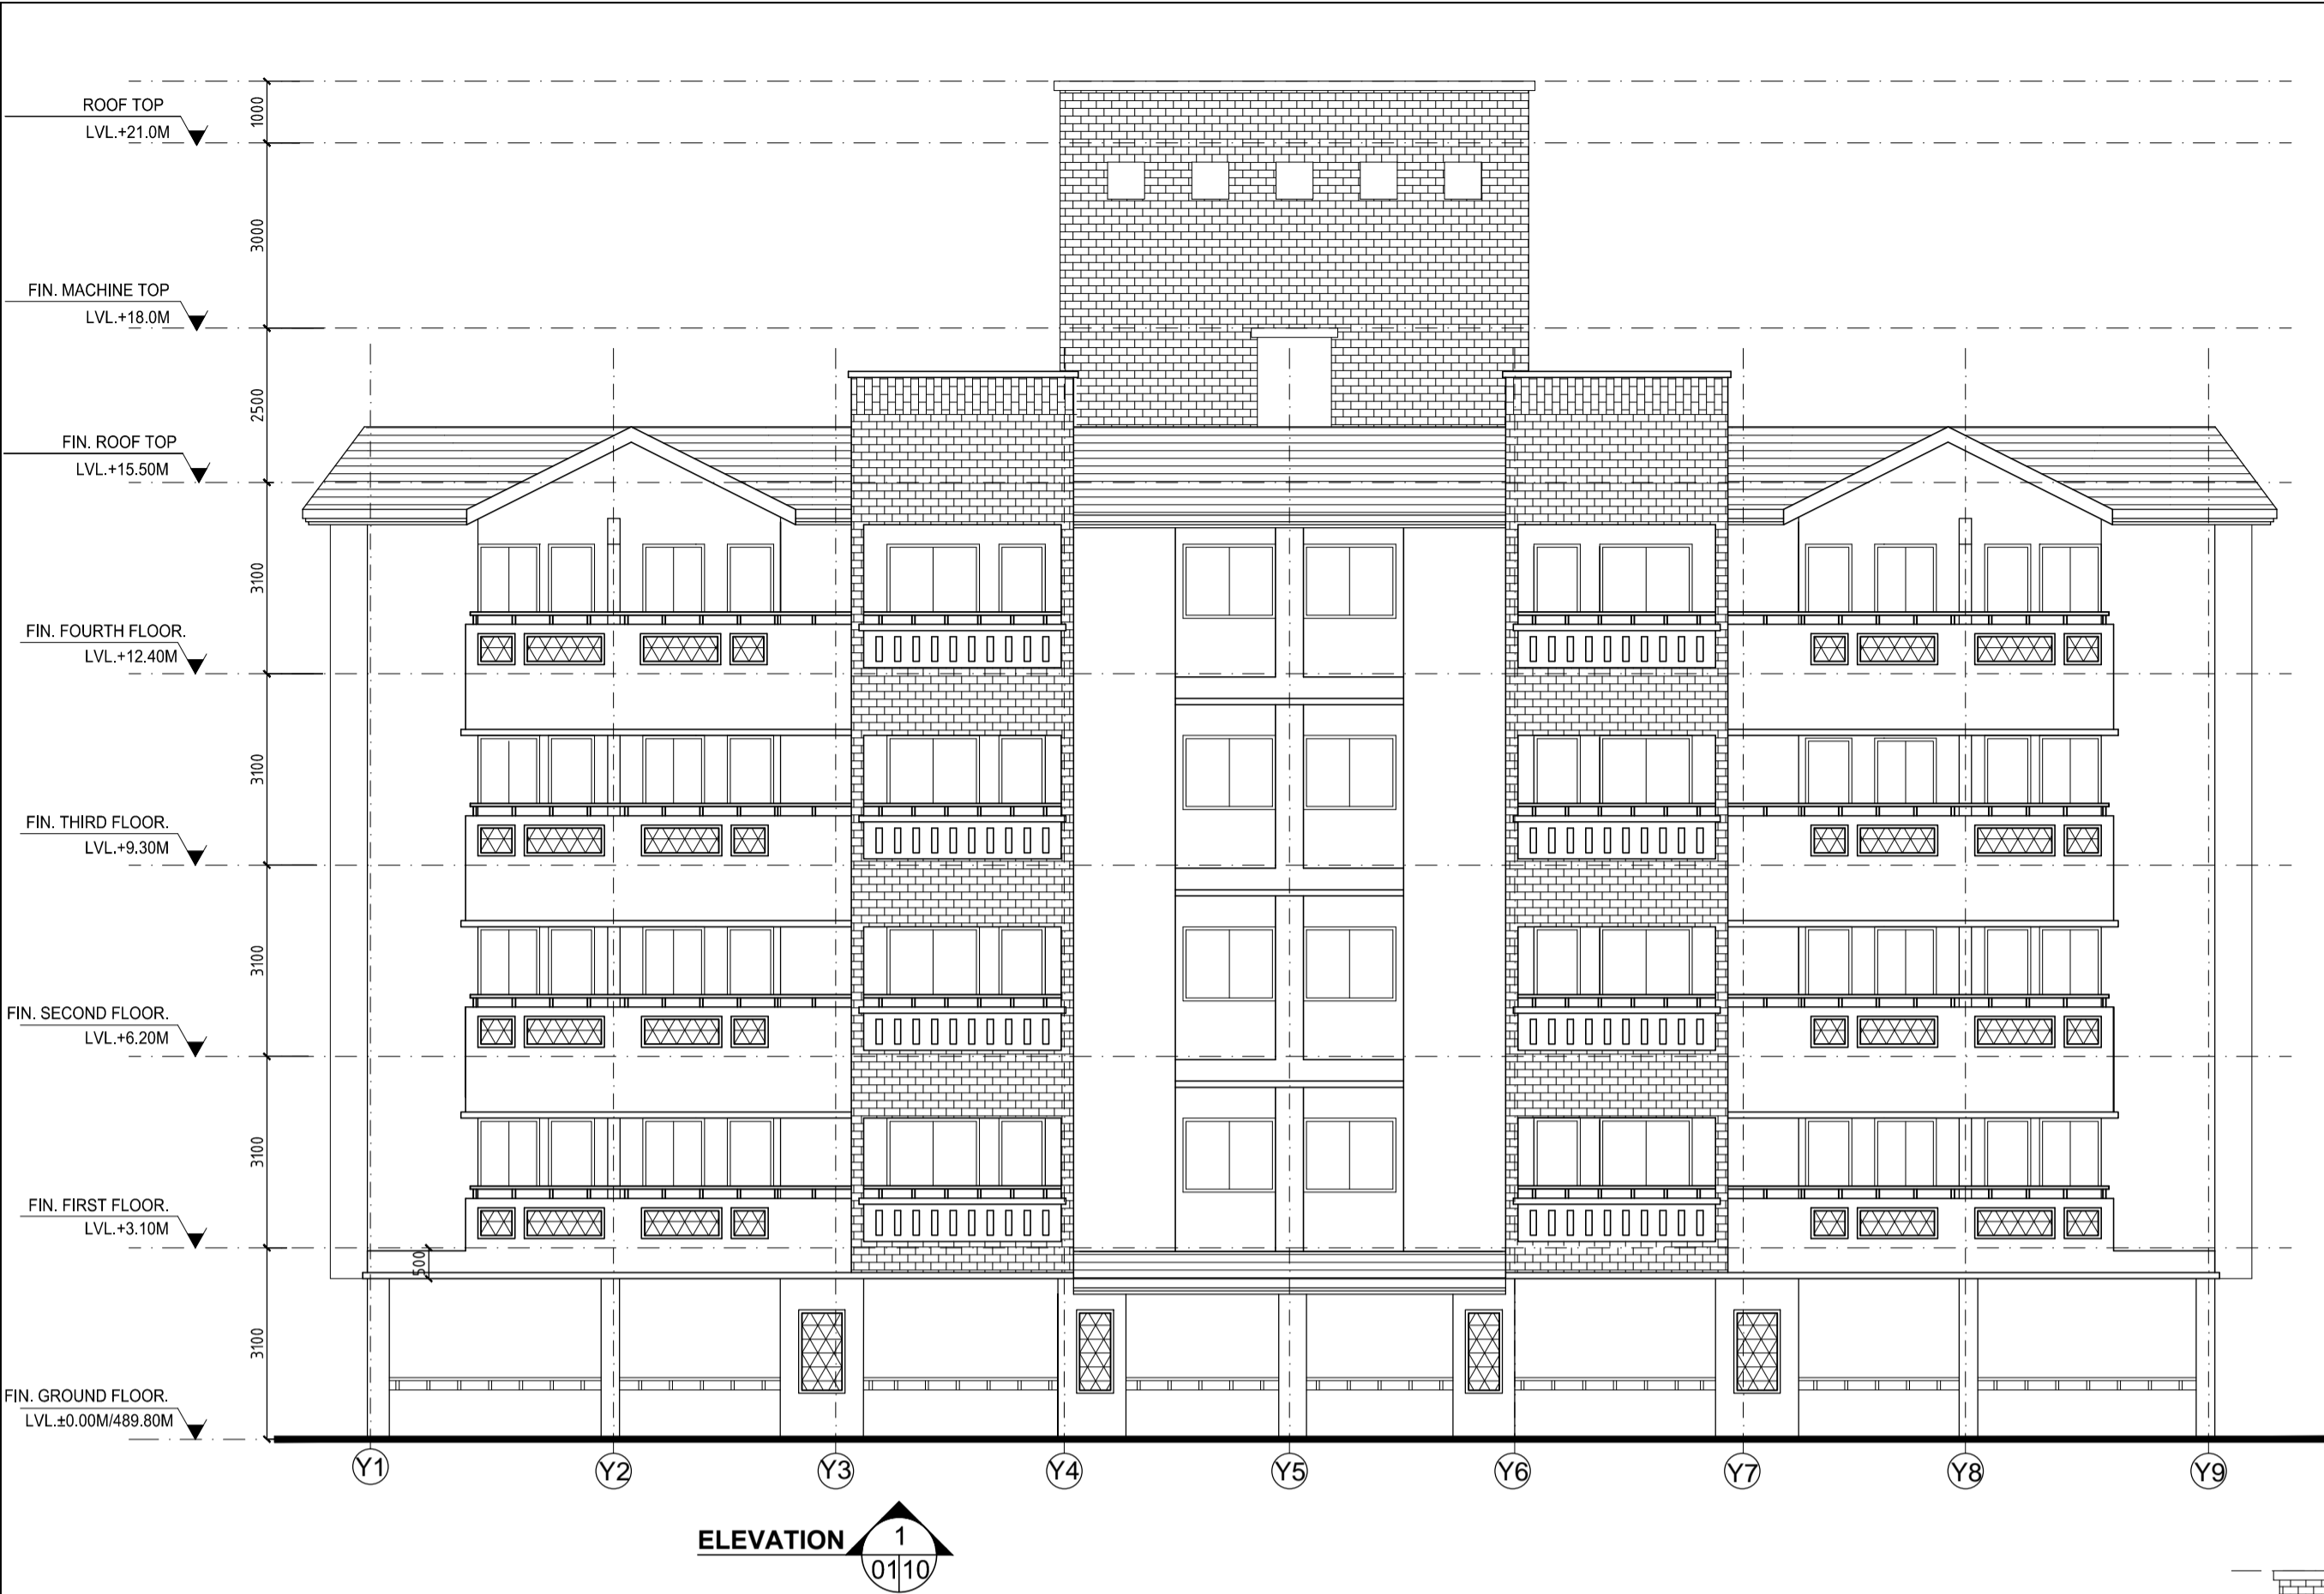 1000
ROOF TOP
LVL.+21.0M
3000
FIN. MACHINE TOP
LVL.+18.0M
2500
FIN. ROOF TOP
LVL.+15.50M
3100
FIN. FOURTH FLOOR.
LVL.+12.40M
3100
FIN. THIRD FLOOR.
LVL.+9.30M
3100
FIN. SECOND FLOOR.
LVL.+6.20M
3100
FIN. FIRST FLOOR.
LVL.+3.10M
500
3100
FIN. GROUND FLOOR.
LVL.±0.00M/489.80M
Y1 Y2 Y3 Y4 Y5 Y6 Y7 Y8 Y9
ELEVATION 1
01 10